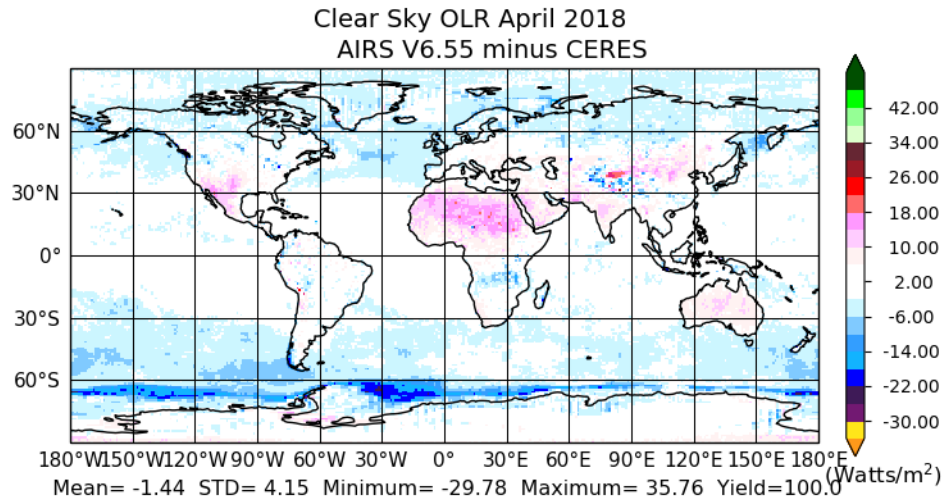 Clear Sky OLR April 2018
AIRS V6.55 minus CERES
60°N
30°N
0°
30°S
60°S
180°W 150°W 120°W 90°W 60°W 30°W 0° 30°E 60°E 90°E 120°E 150°E 180°E
42.00
34.00
26.00
18.00
10.00
2.00
-6.00
-14.00
-22.00
-30.00
(Watts/m²)
Mean= -1.44 STD= 4.15 Minimum= -29.78 Maximum= 35.76 Yield=100.0